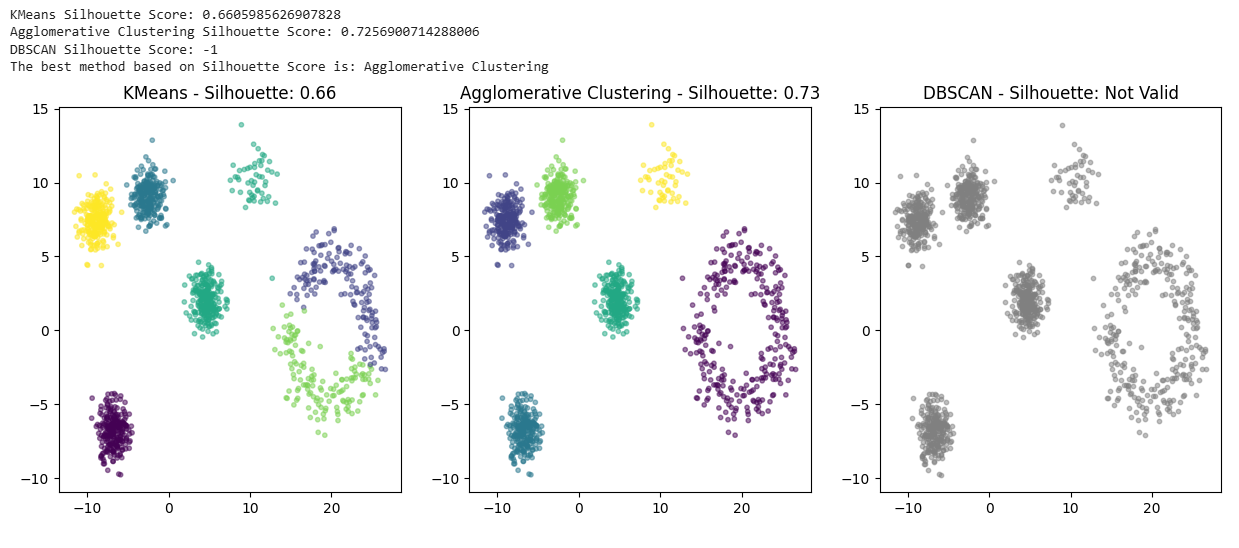 KMeans Silhouette Score: 0.6605985626907828
Agglomerative Clustering Silhouette Score: 0.7256900714288006
DBSCAN Silhouette Score: -1
The best method based on Silhouette Score is: Agglomerative Clustering
KMeans - Silhouette: 0.66
15
10
5
0
−5
−10
−10 0 10 20
Agglomerative Clustering - Silhouette: 0.73
15
10
5
0
−5
−10
−10 0 10 20
DBSCAN - Silhouette: Not Valid
15
10
5
0
−5
−10
−10 0 10 20